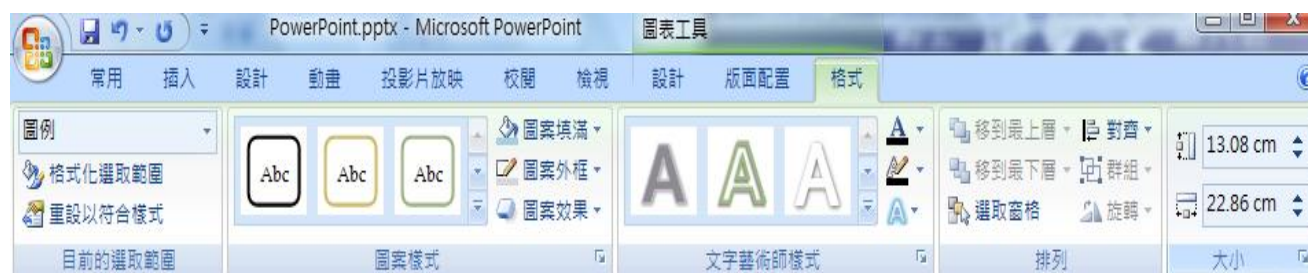 PowerPoint.pptx - Microsoft PowerPoint 圖表工具
常用 插入 設計 動畫 投影片放映 校閱 檢視 設計 版面配置 格式
圖例
格式化選取範圍
重設以符合樣式
目前的選取範圍
Abc Abc Abc
圖案填滿
圖案外框
圖案效果
圖案樣式
A A A A
A
文字藝術師樣式
移到最上層 對齊
移到最下層 群組
選取窗格 旋轉
排列
13.08 cm
22.86 cm
大小